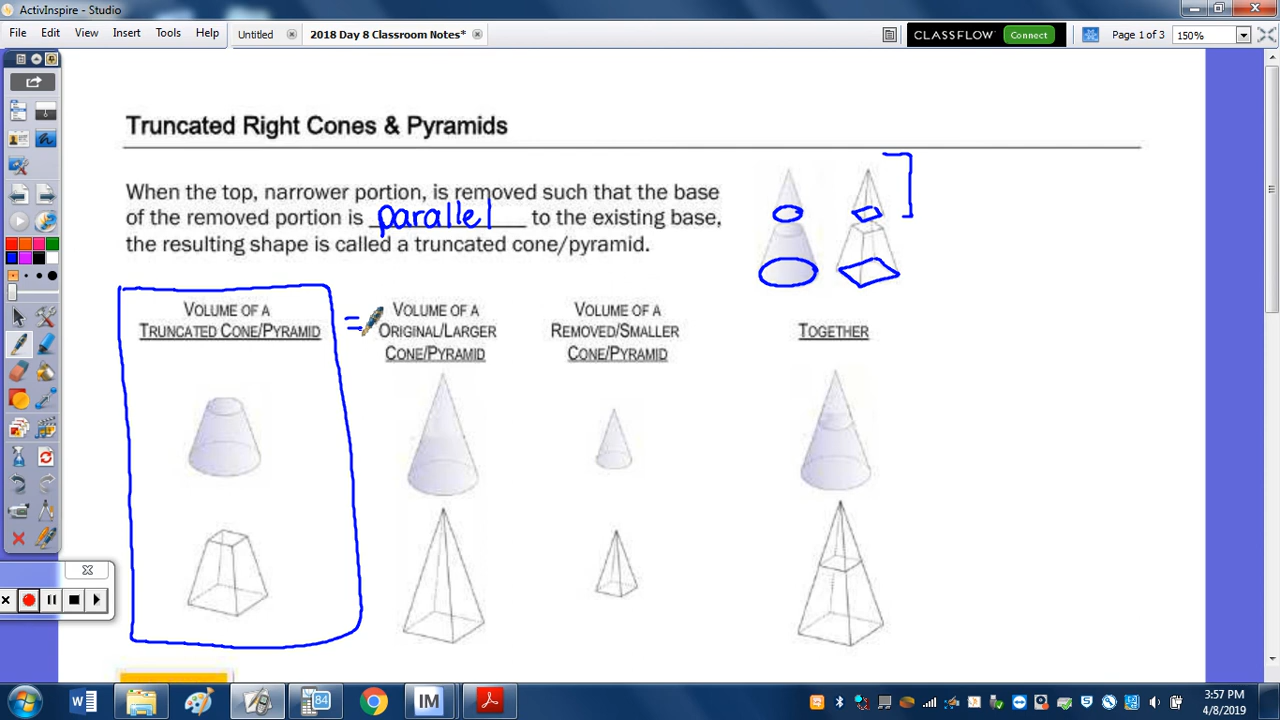 ActivInspire - Studio
File Edit View Insert Tools Help Untitled 2018 Day 8 Classroom Notes* CLASSFLOW Connect Page 1 of 3 150%
Truncated Right Cones & Pyramids
When the top, narrower portion, is removed such that the base
of the removed portion is parallel to the existing base,
the resulting shape is called a truncated cone/pyramid.
VOLUME OF A
TRUNCATED CONE/PYRAMID
=
VOLUME OF A
ORIGINAL/LARGER
CONE/PYRAMID
VOLUME OF A
REMOVED/SMALLER
CONE/PYRAMID
TOGETHER
84
IM
3:57 PM
4/8/2019